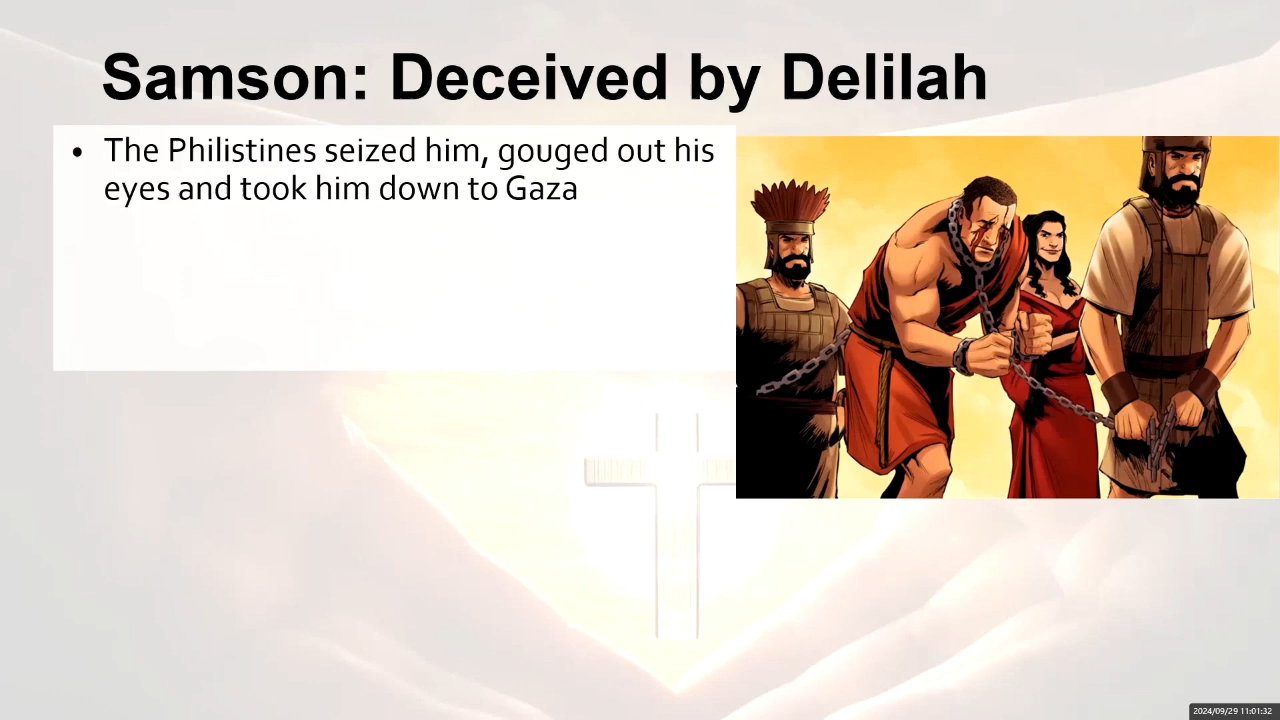 Samson: Deceived by Delilah
• The Philistines seized him, gouged out his
eyes and took him down to Gaza
2024/09/29 11:01:32